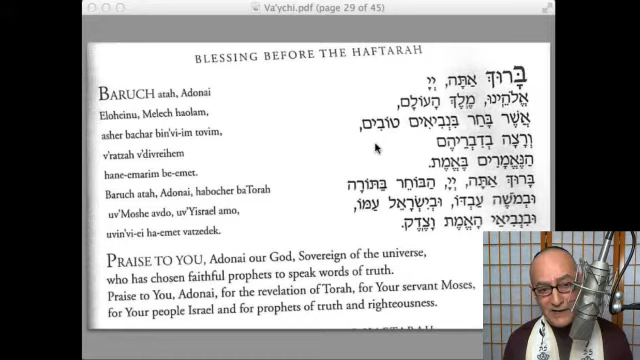 Va'ychi.pdf (page 29 of 45)
BLESSING BEFORE THE HAFTARAH
BARUCH atah, Adonai
Eloheinu, Melech haolam,
asher bachar bin'vi-im tovim,
v'ratzah v'divreihem
hane-emarim be-emet.
Baruch atah, Adonai, habocher baTorah
uv'Moshe avdo, uv'Yisrael amo,
uvin'vi-ei ha-emet vatzedek.
בָּרוּךְ אַתָּה, יְיָ
אֱלֹהֵינוּ, מֶלֶךְ הָעוֹלָם,
אֲשֶׁר בָּחַר בִּנְבִיאִים טוֹבִים,
וְרָצָה בְדִבְרֵיהֶם
הַנֶּאֱמָרִים בֶּאֱמֶת.
בָּרוּךְ אַתָּה, יְיָ, הַבּוֹחֵר בַּתּוֹרָה
וּבְמֹשֶׁה עַבְדּוֹ, וּבְיִשְׂרָאֵל עַמּוֹ,
וּבִנְבִיאֵי הָאֱמֶת וָצֶֽדֶק.
PRAISE TO YOU, Adonai our God, Sovereign of the universe,
who has chosen faithful prophets to speak words of truth.
Praise to You, Adonai, for the revelation of Torah, for Your servant Moses,
for Your people Israel and for prophets of truth and righteousness.